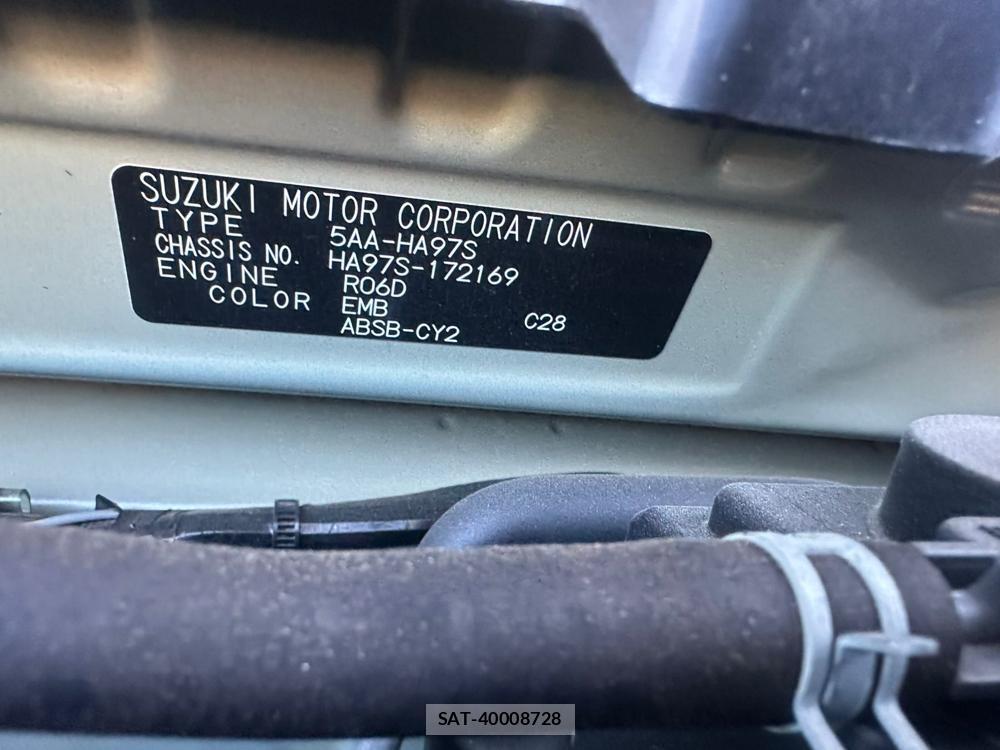 SUZUKI MOTOR CORPORATION
TYPE 5AA-HA97S
CHASSIS NO. HA97S-172169
ENGINE R06D
COLOR EMB
ABSB-CY2 C28
SAT-40008728